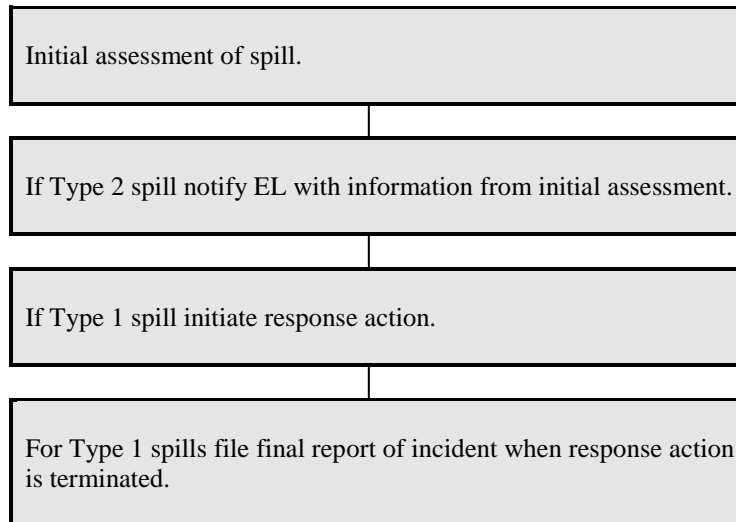 Initial assessment of spill.
If Type 2 spill notify EL with information from initial assessment.
If Type 1 spill initiate response action.
For Type 1 spills file final report of incident when response action
is terminated.